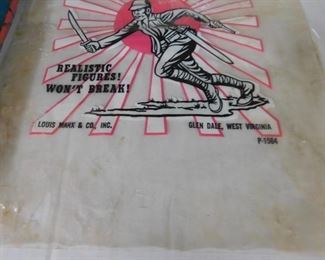 REALISTIC
FIGURES!
WON'T BREAK!
LOUIS MARX & CO., INC. GLEN DALE, WEST VIRGINIA
P-1564